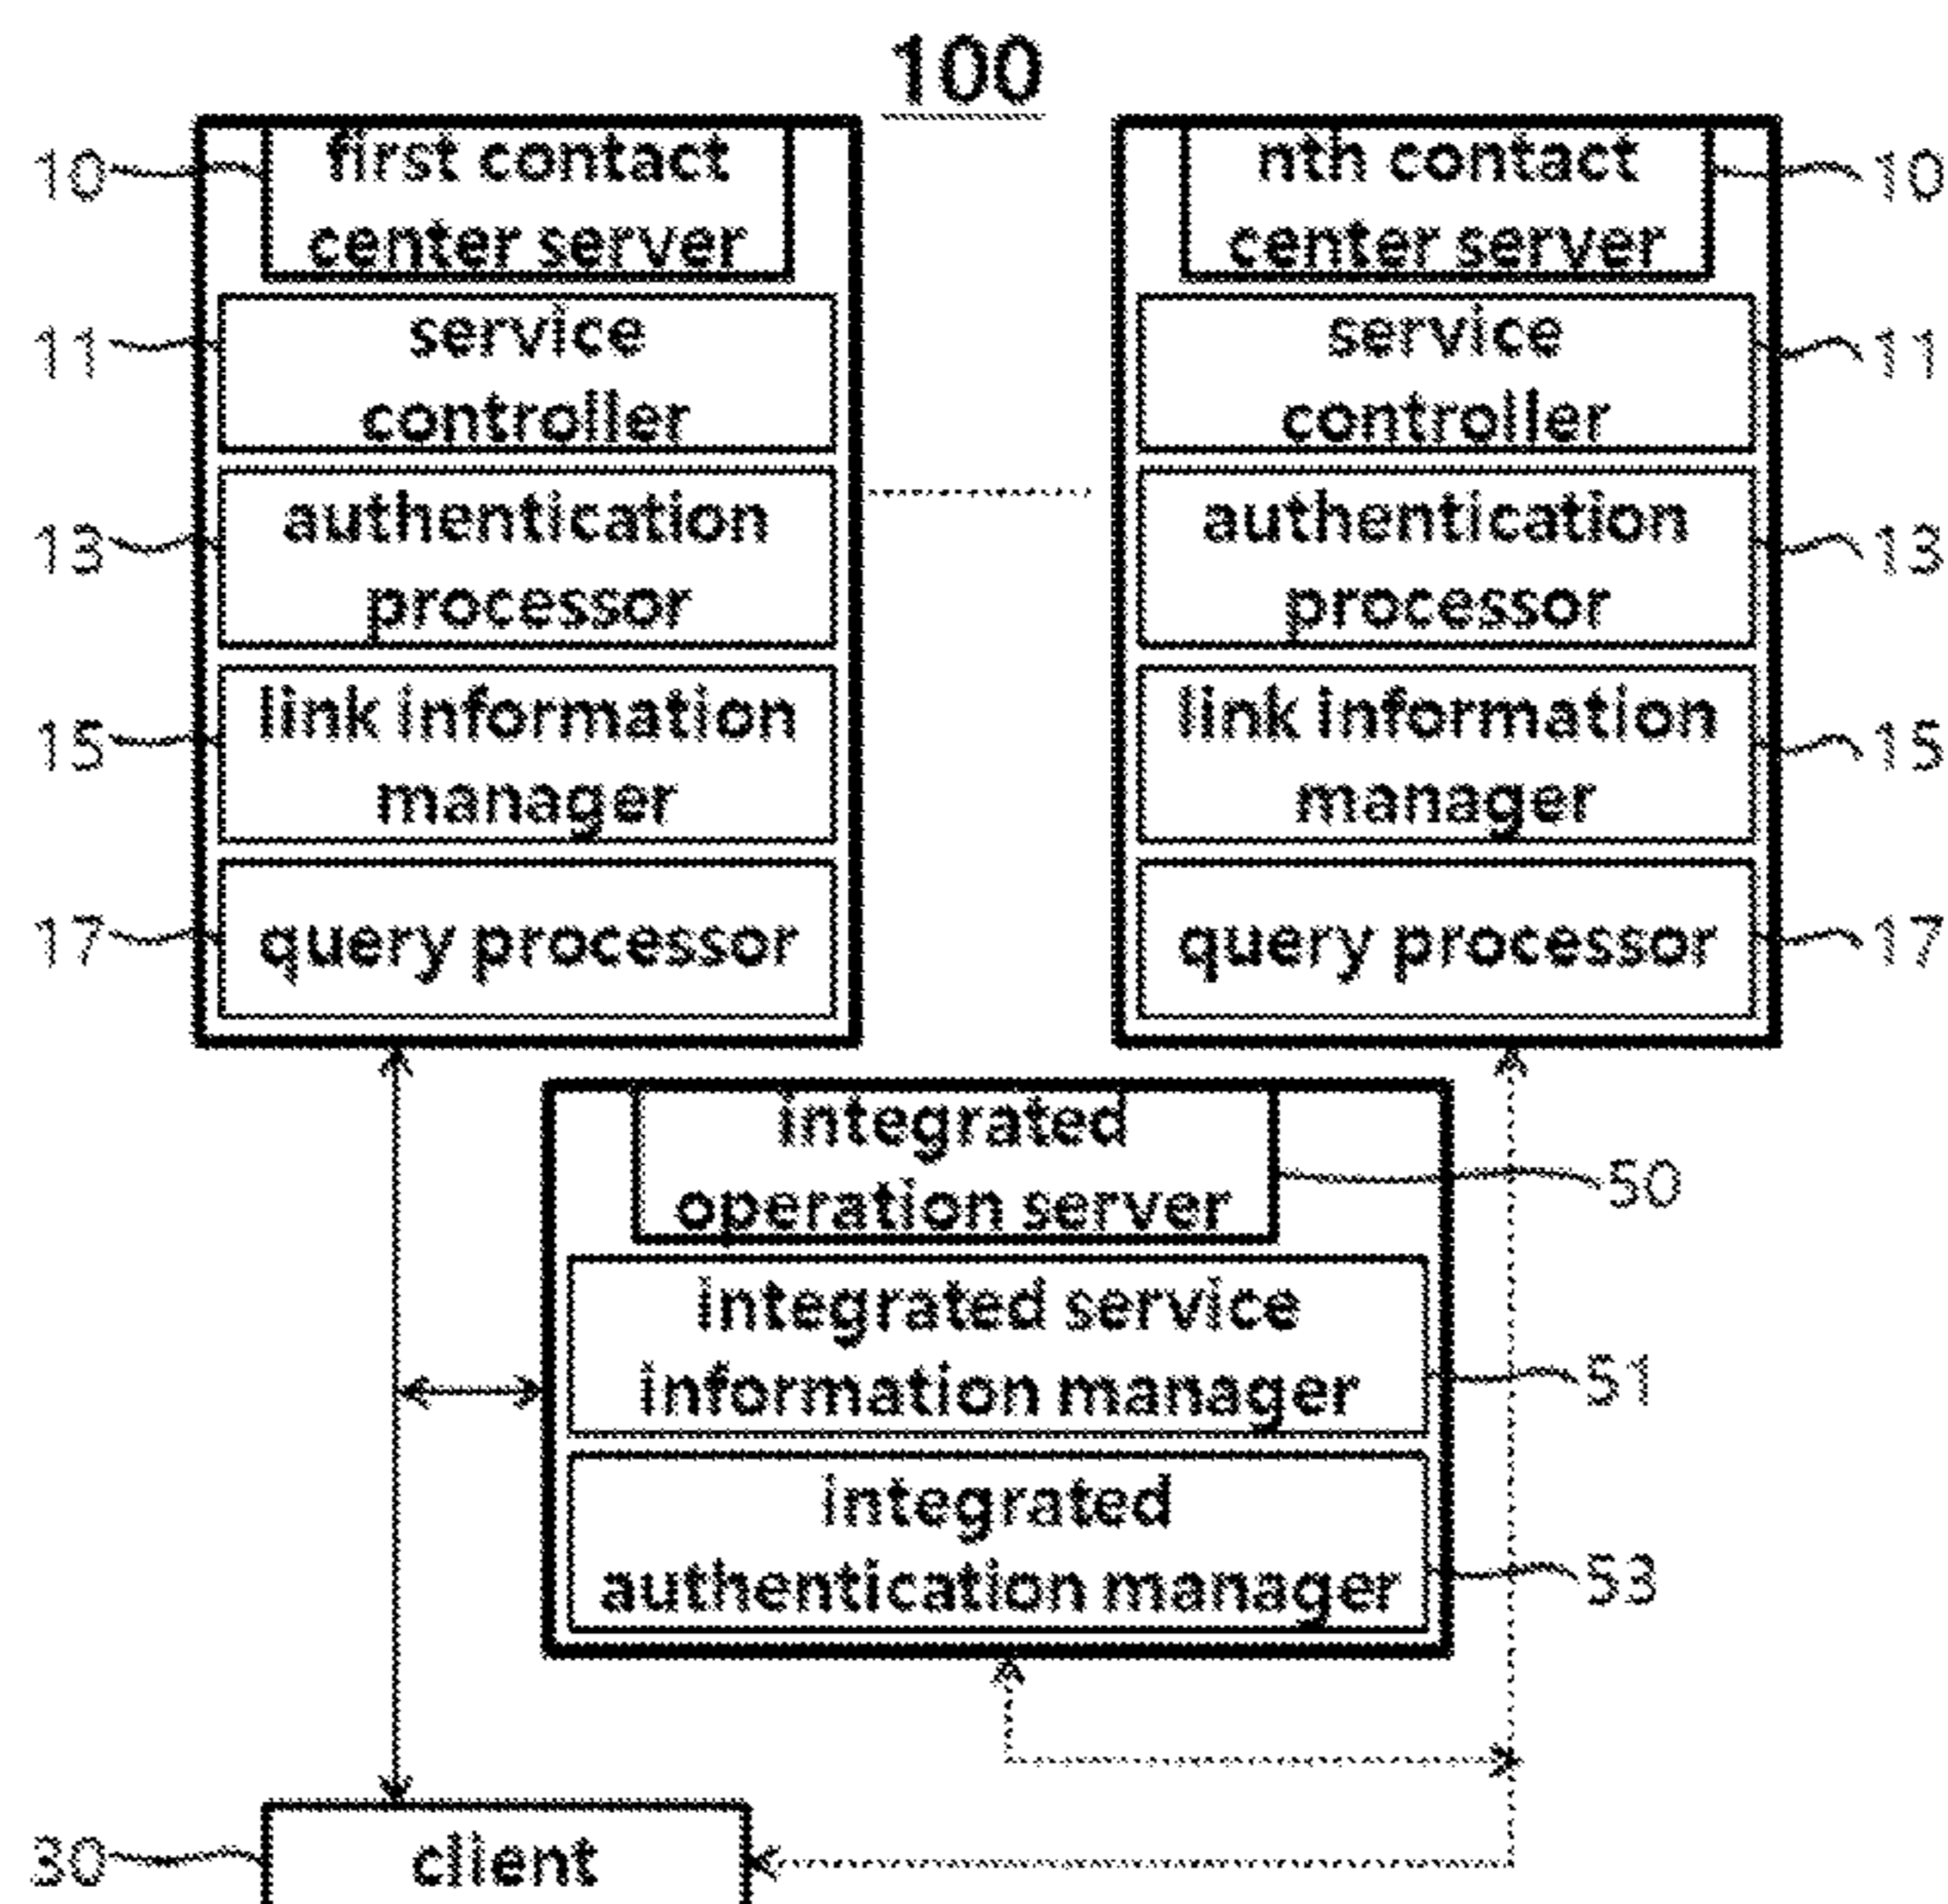 100
10
first contact
center server
11
service
controller
13
authentication
processor
15
link information
manager
17
query processor
nth contact
center server
10
service
controller
11
authentication
processor
13
link information
manager
15
query processor
17
integrated
operation server
50
integrated service
information manager
51
integrated
authentication manager
53
30
client